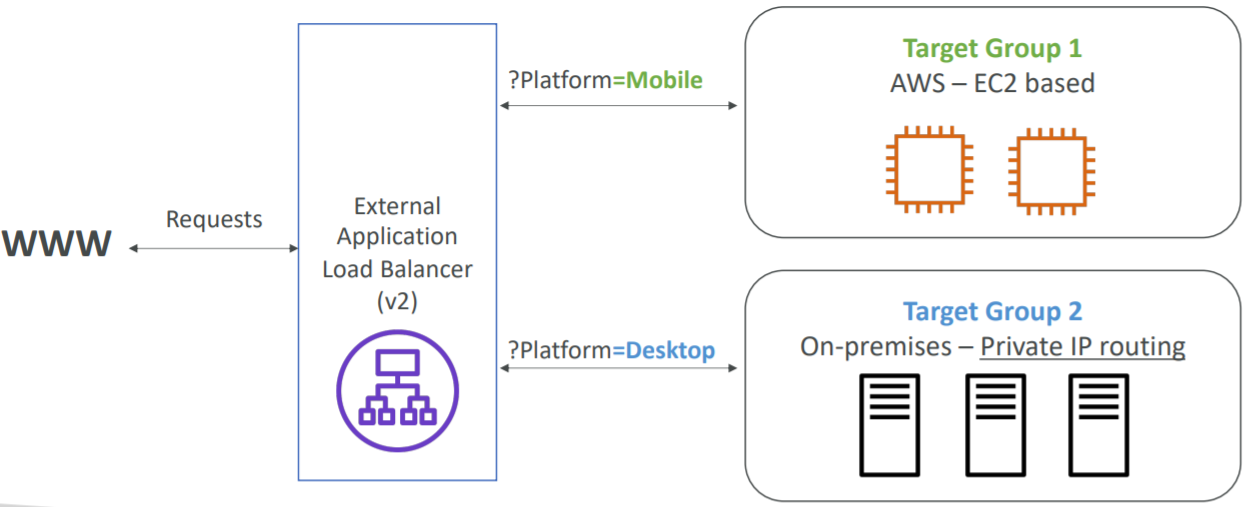 WWW
Requests
External
Application
Load Balancer
(v2)
?Platform=Mobile
Target Group 1
AWS – EC2 based
?Platform=Desktop
Target Group 2
On-premises – Private IP routing